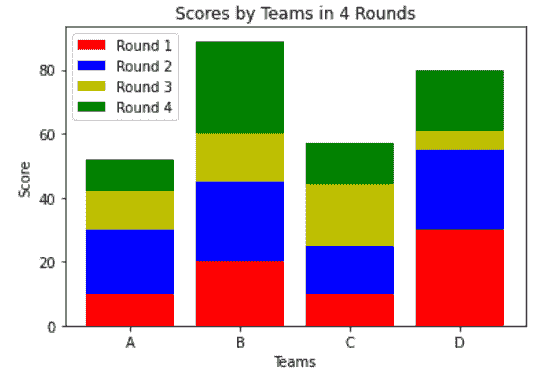 Scores by Teams in 4 Rounds
Round 1
Round 2
Round 3
Round 4
80
60
40
20
0
Score
A B C D
Teams